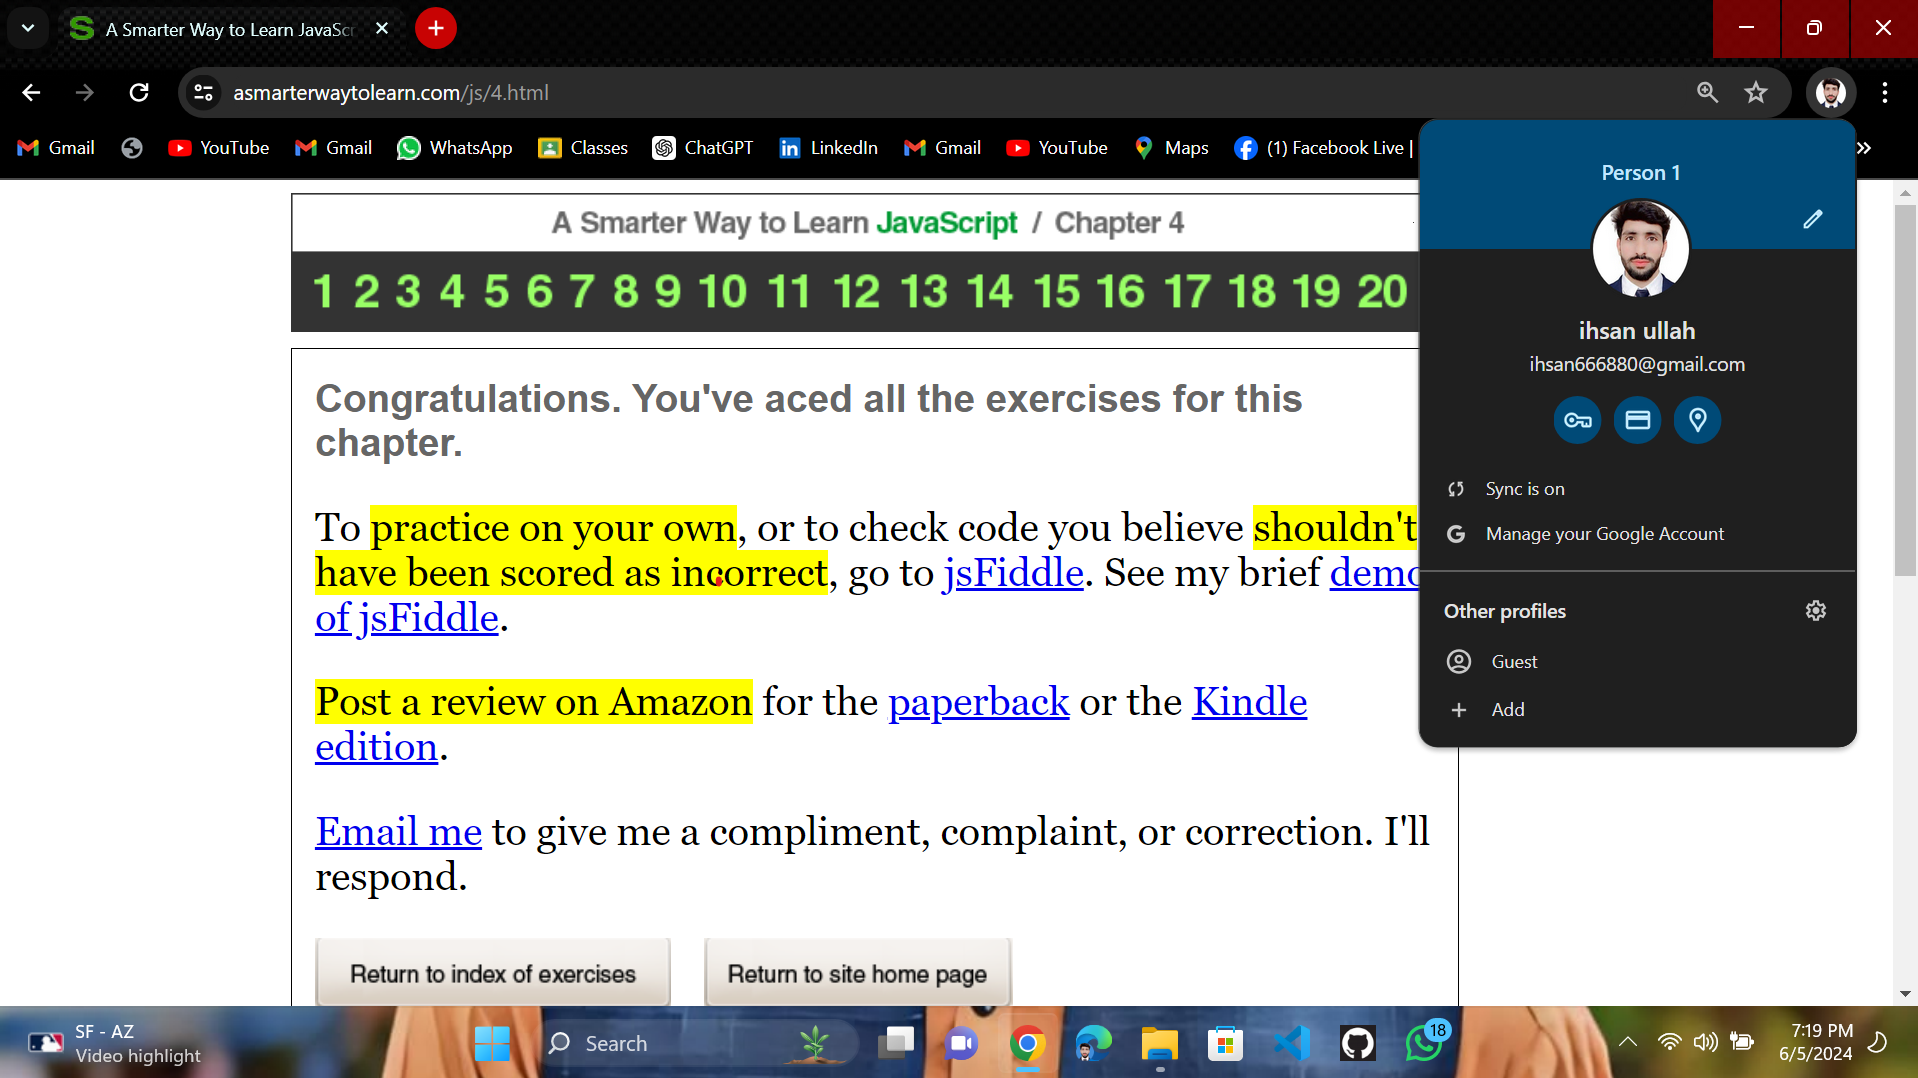 A Smarter Way to Learn JavaScr
asmarterwaytolearn.com/js/4.html
Gmail YouTube Gmail WhatsApp Classes ChatGPT LinkedIn Gmail YouTube Maps (1) Facebook Live |
A Smarter Way to Learn JavaScript / Chapter 4
1 2 3 4 5 6 7 8 9 10 11 12 13 14 15 16 17 18 19 20
Congratulations. You've aced all the exercises for this
chapter.
To practice on your own, or to check code you believe shouldn't
have been scored as incorrect, go to jsFiddle. See my brief demo
of jsFiddle.
Post a review on Amazon for the paperback or the Kindle
edition.
Email me to give me a compliment, complaint, or correction. I'll
respond.
Return to index of exercises Return to site home page
Person 1
ihsan ullah
ihsan666880@gmail.com
Sync is on
Manage your Google Account
Other profiles
Guest
Add
SF - AZ
Video highlight
Search
18
7:19 PM
6/5/2024